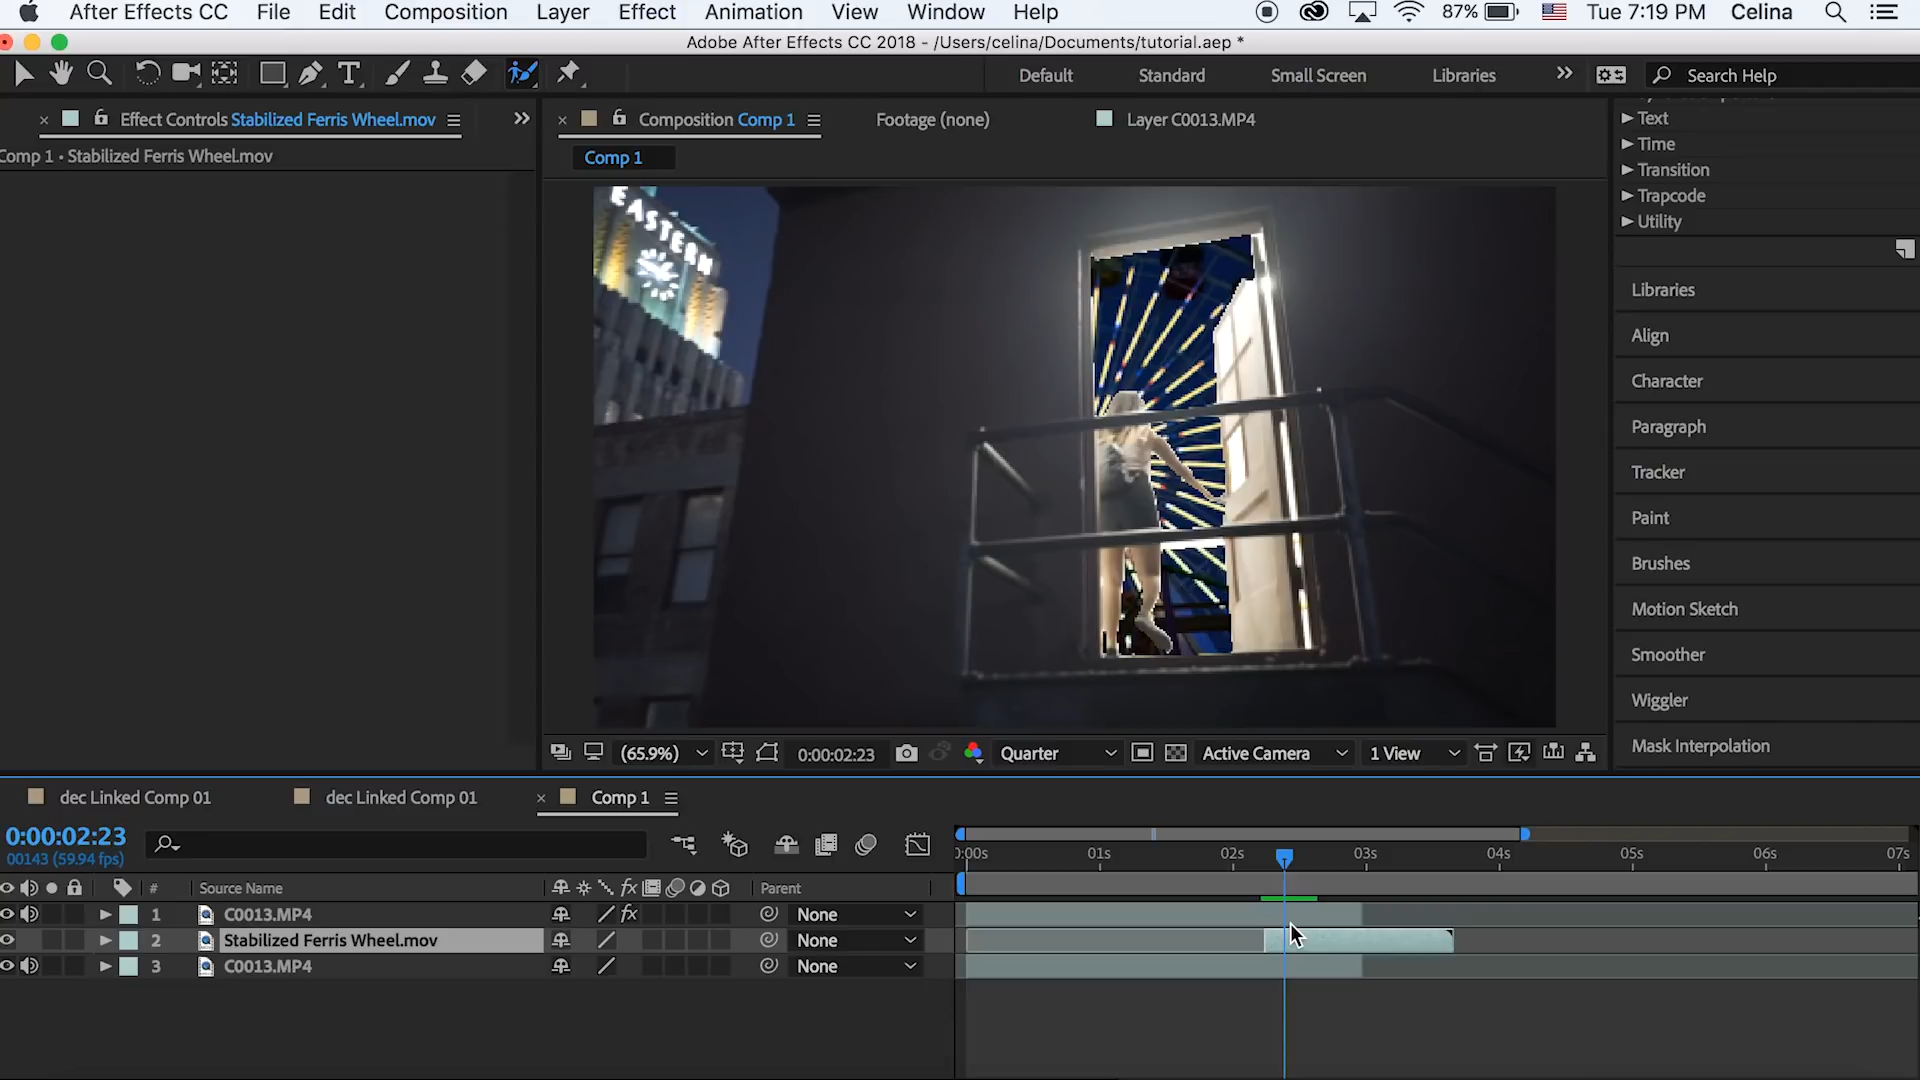 After Effects CC File Edit Composition Layer Effect Animation View Window Help 87% Tue 7:19 PM Celina
Adobe After Effects CC 2018 - /Users/celina/Documents/tutorial.aep *
Default Standard Small Screen Libraries Search Help
Effect Controls Stabilized Ferris Wheel.mov Composition Comp 1 Footage (none) Layer C0013.MP4
Comp 1 • Stabilized Ferris Wheel.mov
Comp 1
EASTERN
Text
Time
Transition
Trapcode
Utility
Libraries
Align
Character
Paragraph
Tracker
Paint
Brushes
Motion Sketch
Smoother
Wiggler
Mask Interpolation
(65.9%) 0:00:02:23 Quarter Active Camera 1 View
dec Linked Comp 01 dec Linked Comp 01 Comp 1
0:00:02:23
00143 (59.94 fps)
):00s 01s 02s 03s 04s 05s 06s 07s
# Source Name fx Parent
1 C0013.MP4 fx None
2 Stabilized Ferris Wheel.mov None
3 C0013.MP4 None